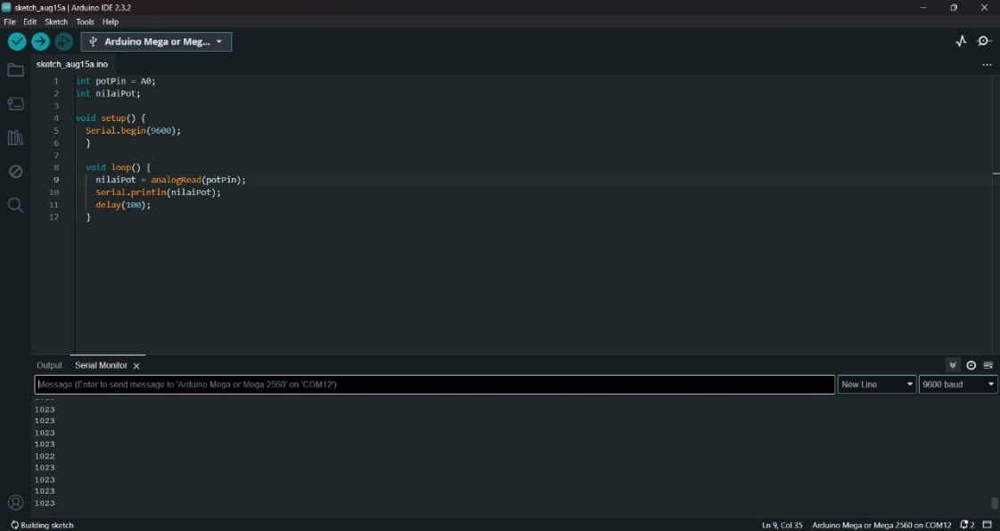 sketch_aug15a | Arduino IDE 2.3.2
File Edit Sketch Tools Help
Arduino Mega or Meg...
sketch_aug15a.ino
...
1 int potPin = A0;
2 int nilaiPot;
3
4 void setup() {
5 Serial.begin(9600);
6 }
7
8 void loop() {
9 nilaiPot = analogRead(potPin);
10 Serial.println(nilaiPot);
11 delay(100);
12 }
Output Serial Monitor
Message (Enter to send message to 'Arduino Mega or Mega 2560' on 'COM12') New Line 9600 baud
1023
1023
1023
1023
1022
1023
1023
1023
1023
Building sketch Ln 9, Col 35 Arduino Mega or Mega 2560 on COM12 2